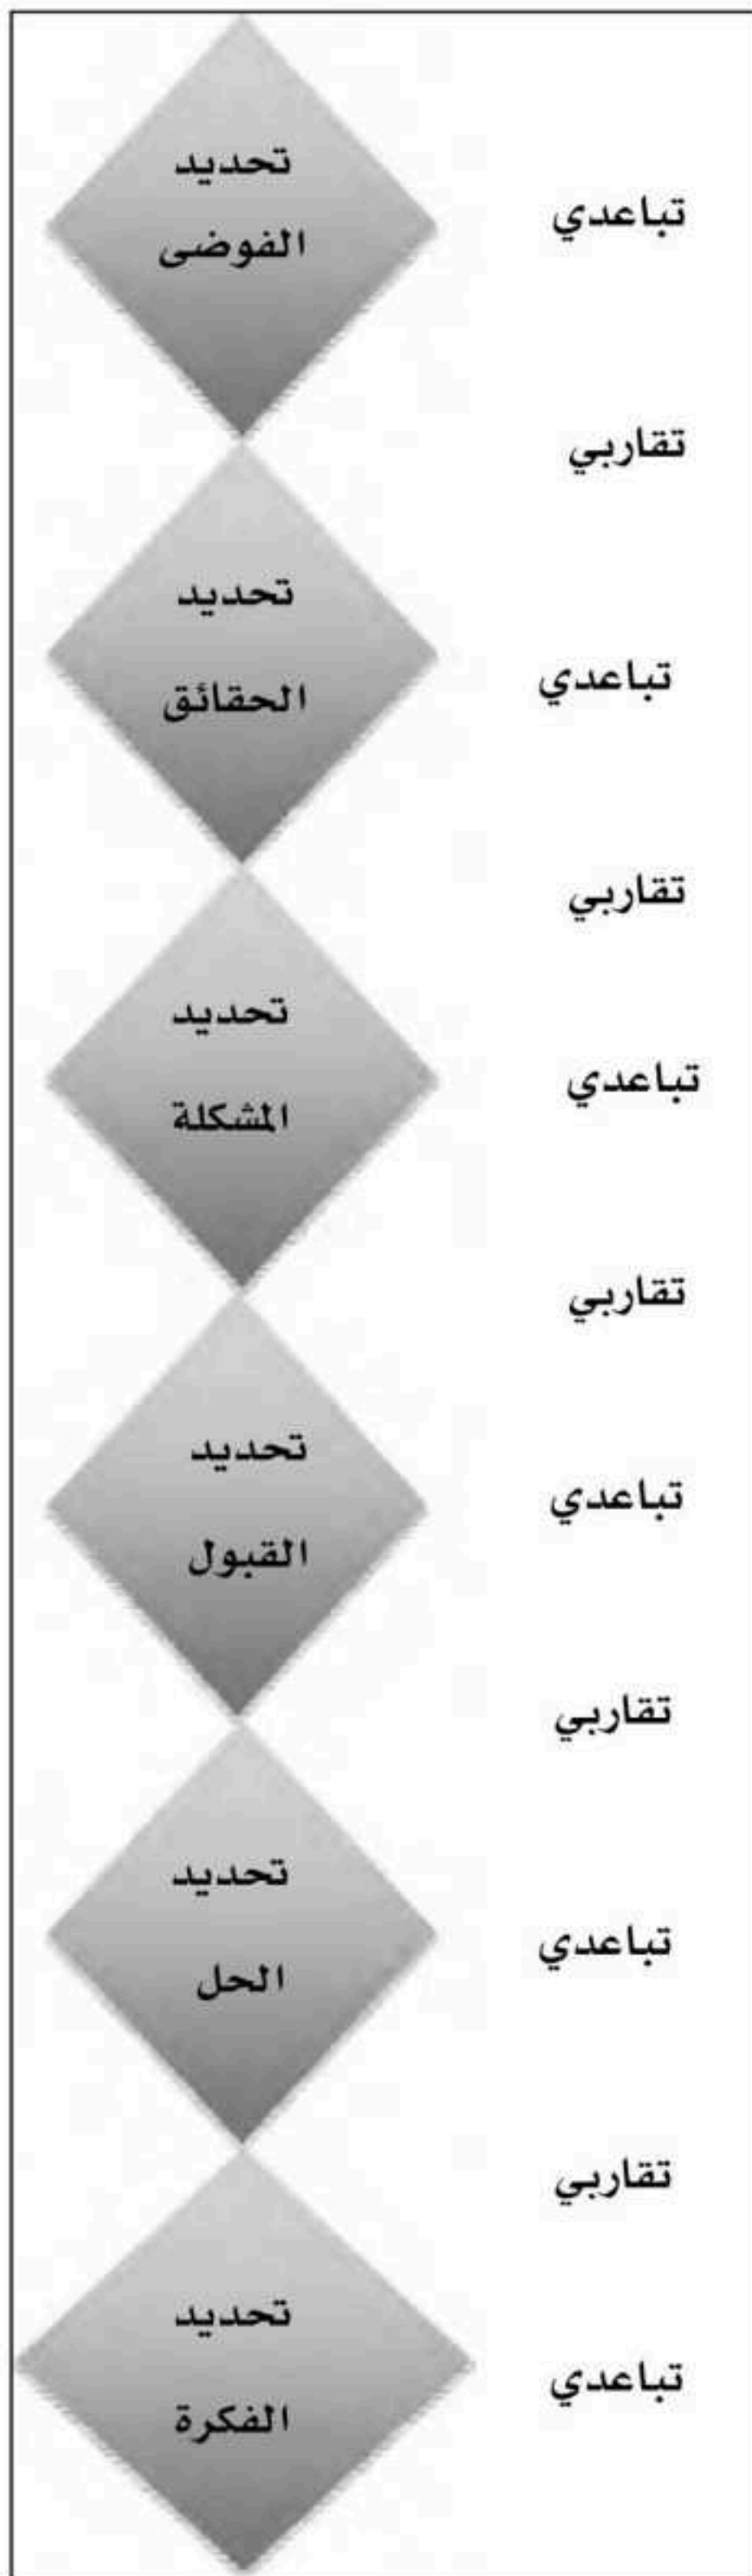 تحديد
الفوضى
تباعدي
تقاربي
تحديد
الحقائق
تباعدي
تقاربي
تحديد
المشكلة
تباعدي
تقاربي
تحديد
القبول
تباعدي
تقاربي
تحديد
الحل
تباعدي
تقاربي
تحديد
الفكرة
تباعدي